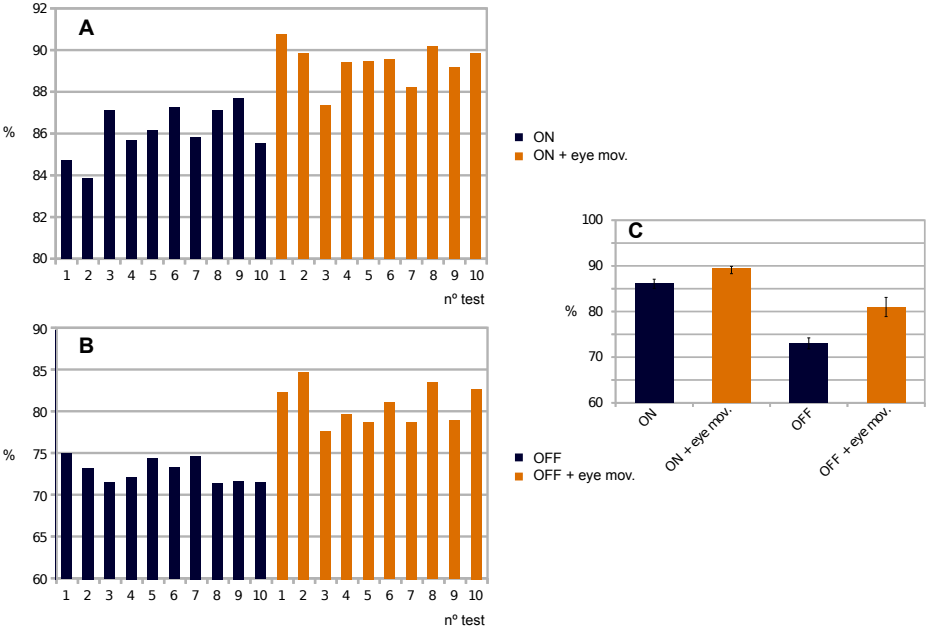 A
92
90
88
86
84
82
80
%
1 2 3 4 5 6 7 8 9 10 1 2 3 4 5 6 7 8 9 10
nº test
ON
ON + eye mov.
B
90
85
80
75
70
65
60
%
1 2 3 4 5 6 7 8 9 10 1 2 3 4 5 6 7 8 9 10
nº test
OFF
OFF + eye mov.
C
100
90
80
70
60
%
ON
ON + eye mov.
OFF
OFF + eye mov.